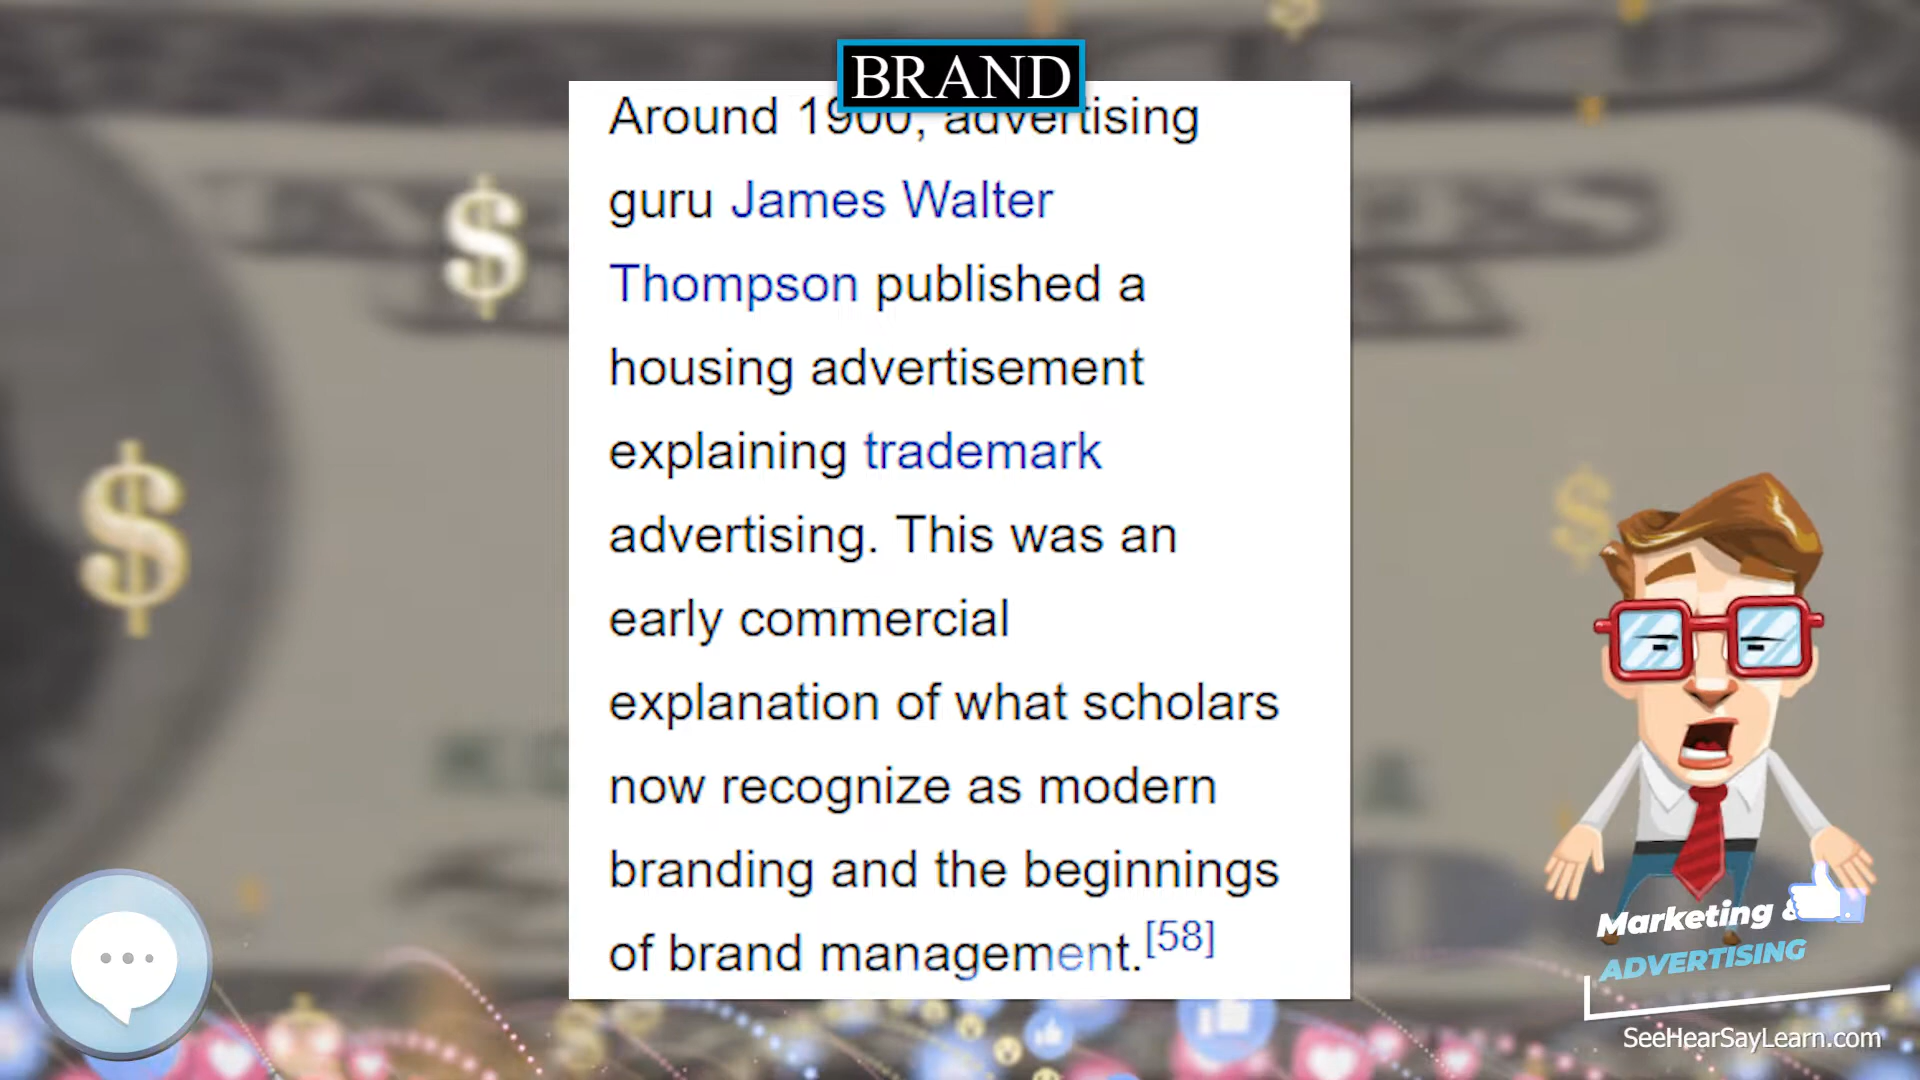 BRAND
Around 1900, advertising
guru James Walter
Thompson published a
housing advertisement
explaining trademark
advertising. This was an
early commercial
explanation of what scholars
now recognize as modern
branding and the beginnings
of brand management.[58]
Marketing &
ADVERTISING
SeeHearSayLearn.com